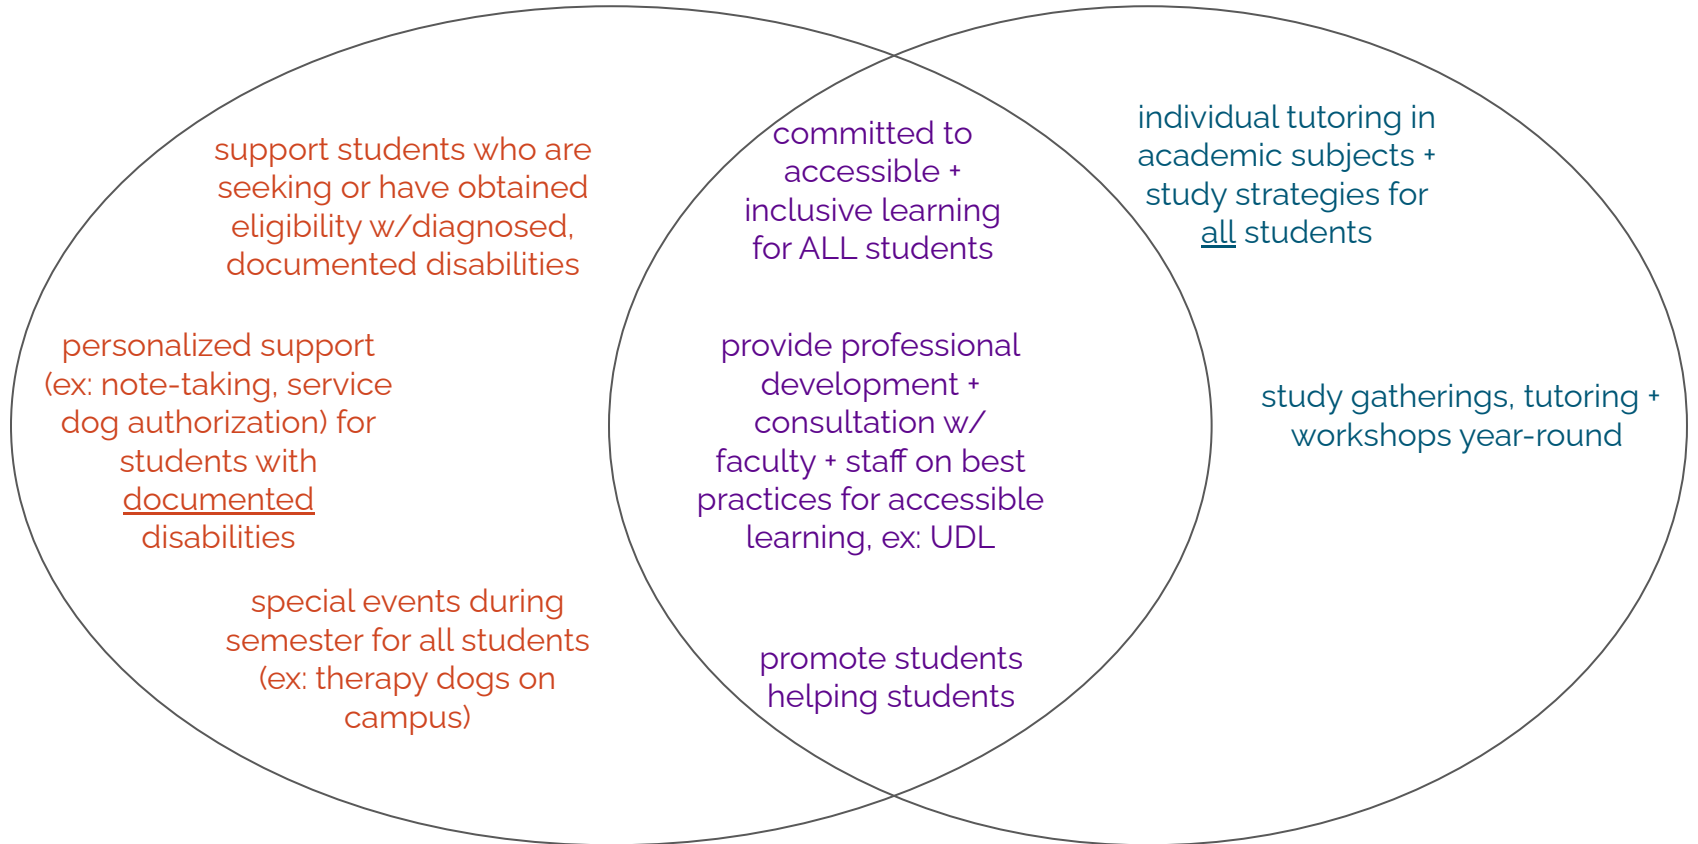 support students who are
seeking or have obtained
eligibility w/diagnosed,
documented disabilities
personalized support
(ex: note-taking, service
dog authorization) for
students with
documented
disabilities
special events during
semester for all students
(ex: therapy dogs on
campus)
committed to
accessible +
inclusive learning
for ALL students
provide professional
development +
consultation w/
faculty + staff on best
practices for accessible
learning, ex: UDL
promote students
helping students
individual tutoring in
academic subjects +
study strategies for
all students
study gatherings, tutoring +
workshops year-round